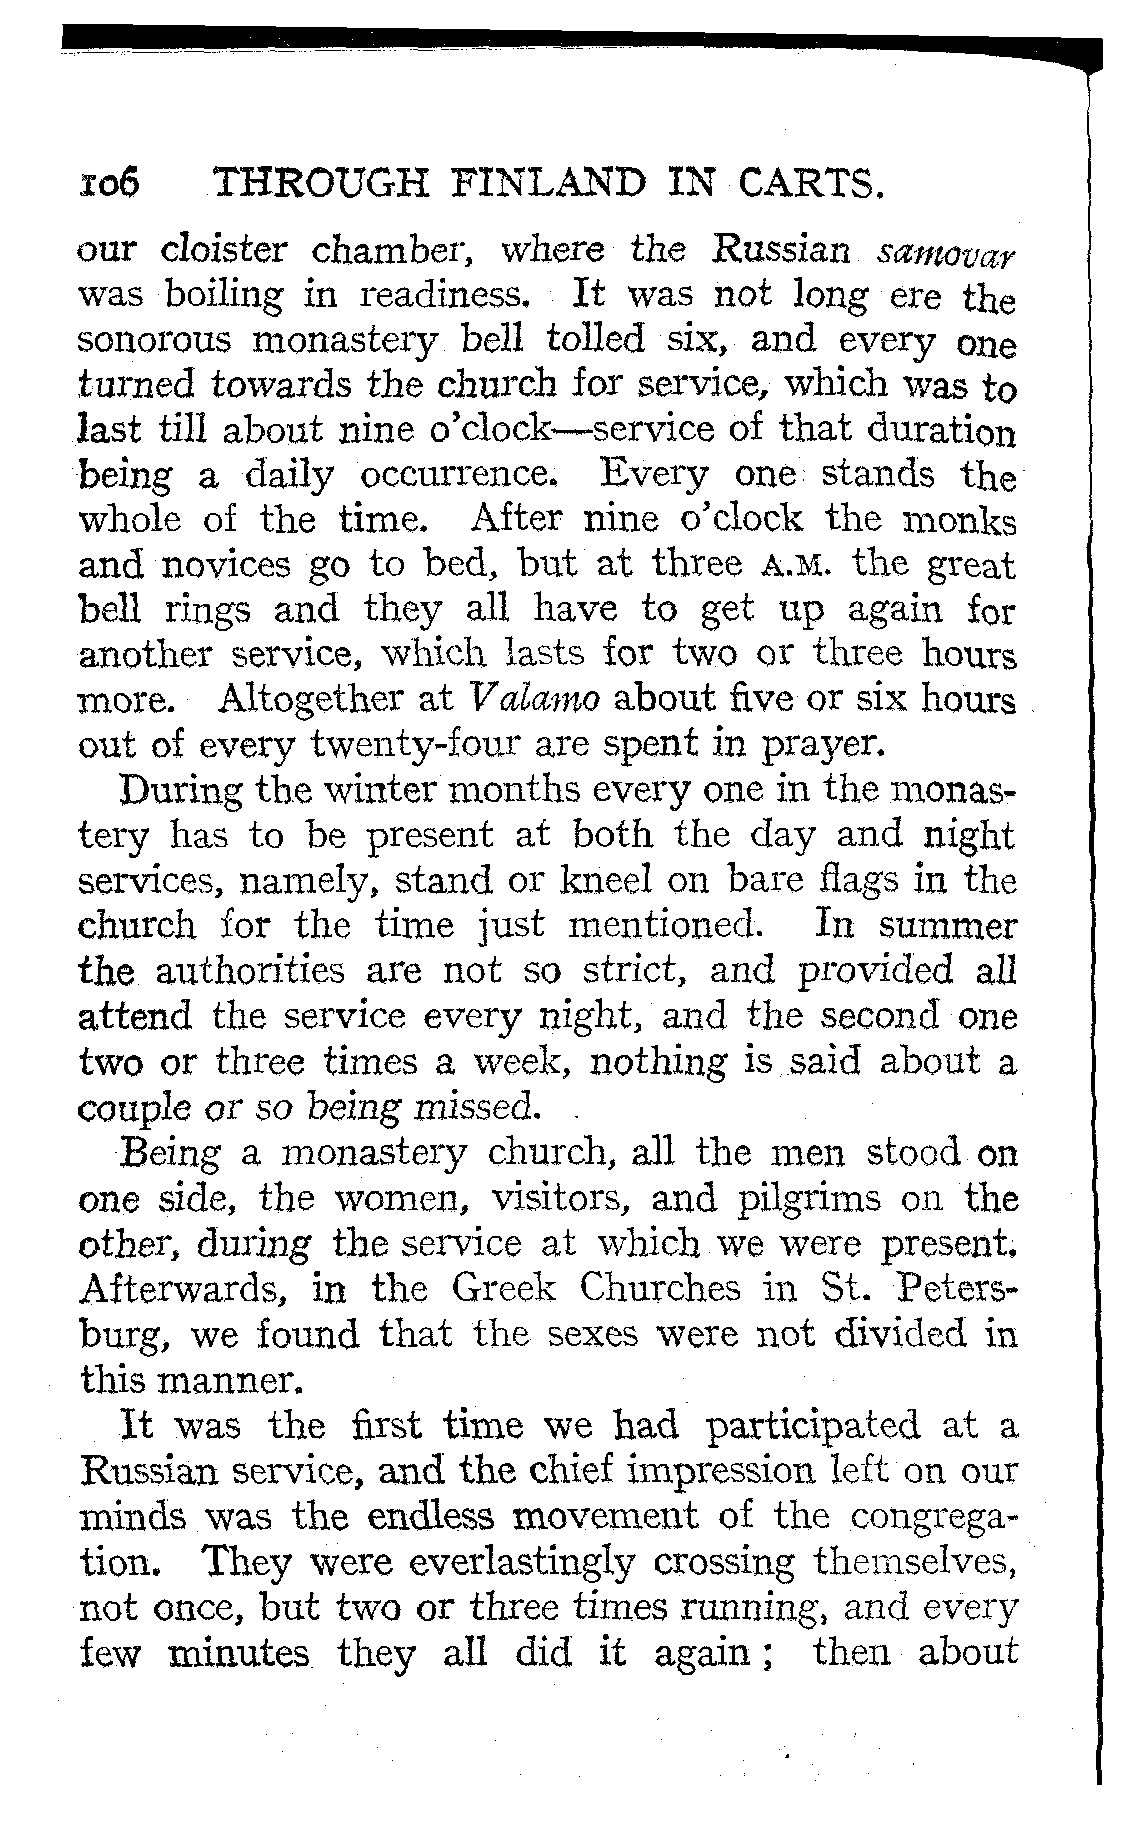 106 THROUGH FINLAND IN CARTS.
our cloister chamber, where the Russian samovar
was boiling in readiness. It was not long ere the
sonorous monastery bell tolled six, and every one
turned towards the church for service, which was to
last till about nine o'clock—service of that duration
being a daily occurrence. Every one stands the
whole of the time. After nine o'clock the monks
and novices go to bed, but at three A.M. the great
bell rings and they all have to get up again for
another service, which lasts for two or three hours
more. Altogether at Valamo about five or six hours
out of every twenty-four are spent in prayer.
During the winter months every one in the monas-
tery has to be present at both the day and night
services, namely, stand or kneel on bare flags in the
church for the time just mentioned. In summer
the authorities are not so strict, and provided all
attend the service every night, and the second one
two or three times a week, nothing is said about a
couple or so being missed.
Being a monastery church, all the men stood on
one side, the women, visitors, and pilgrims on the
other, during the service at which we were present.
Afterwards, in the Greek Churches in St. Peters-
burg, we found that the sexes were not divided in
this manner.
It was the first time we had participated at a
Russian service, and the chief impression left on our
minds was the endless movement of the congrega-
tion. They were everlastingly crossing themselves,
not once, but two or three times running, and every
few minutes they all did it again ; then about